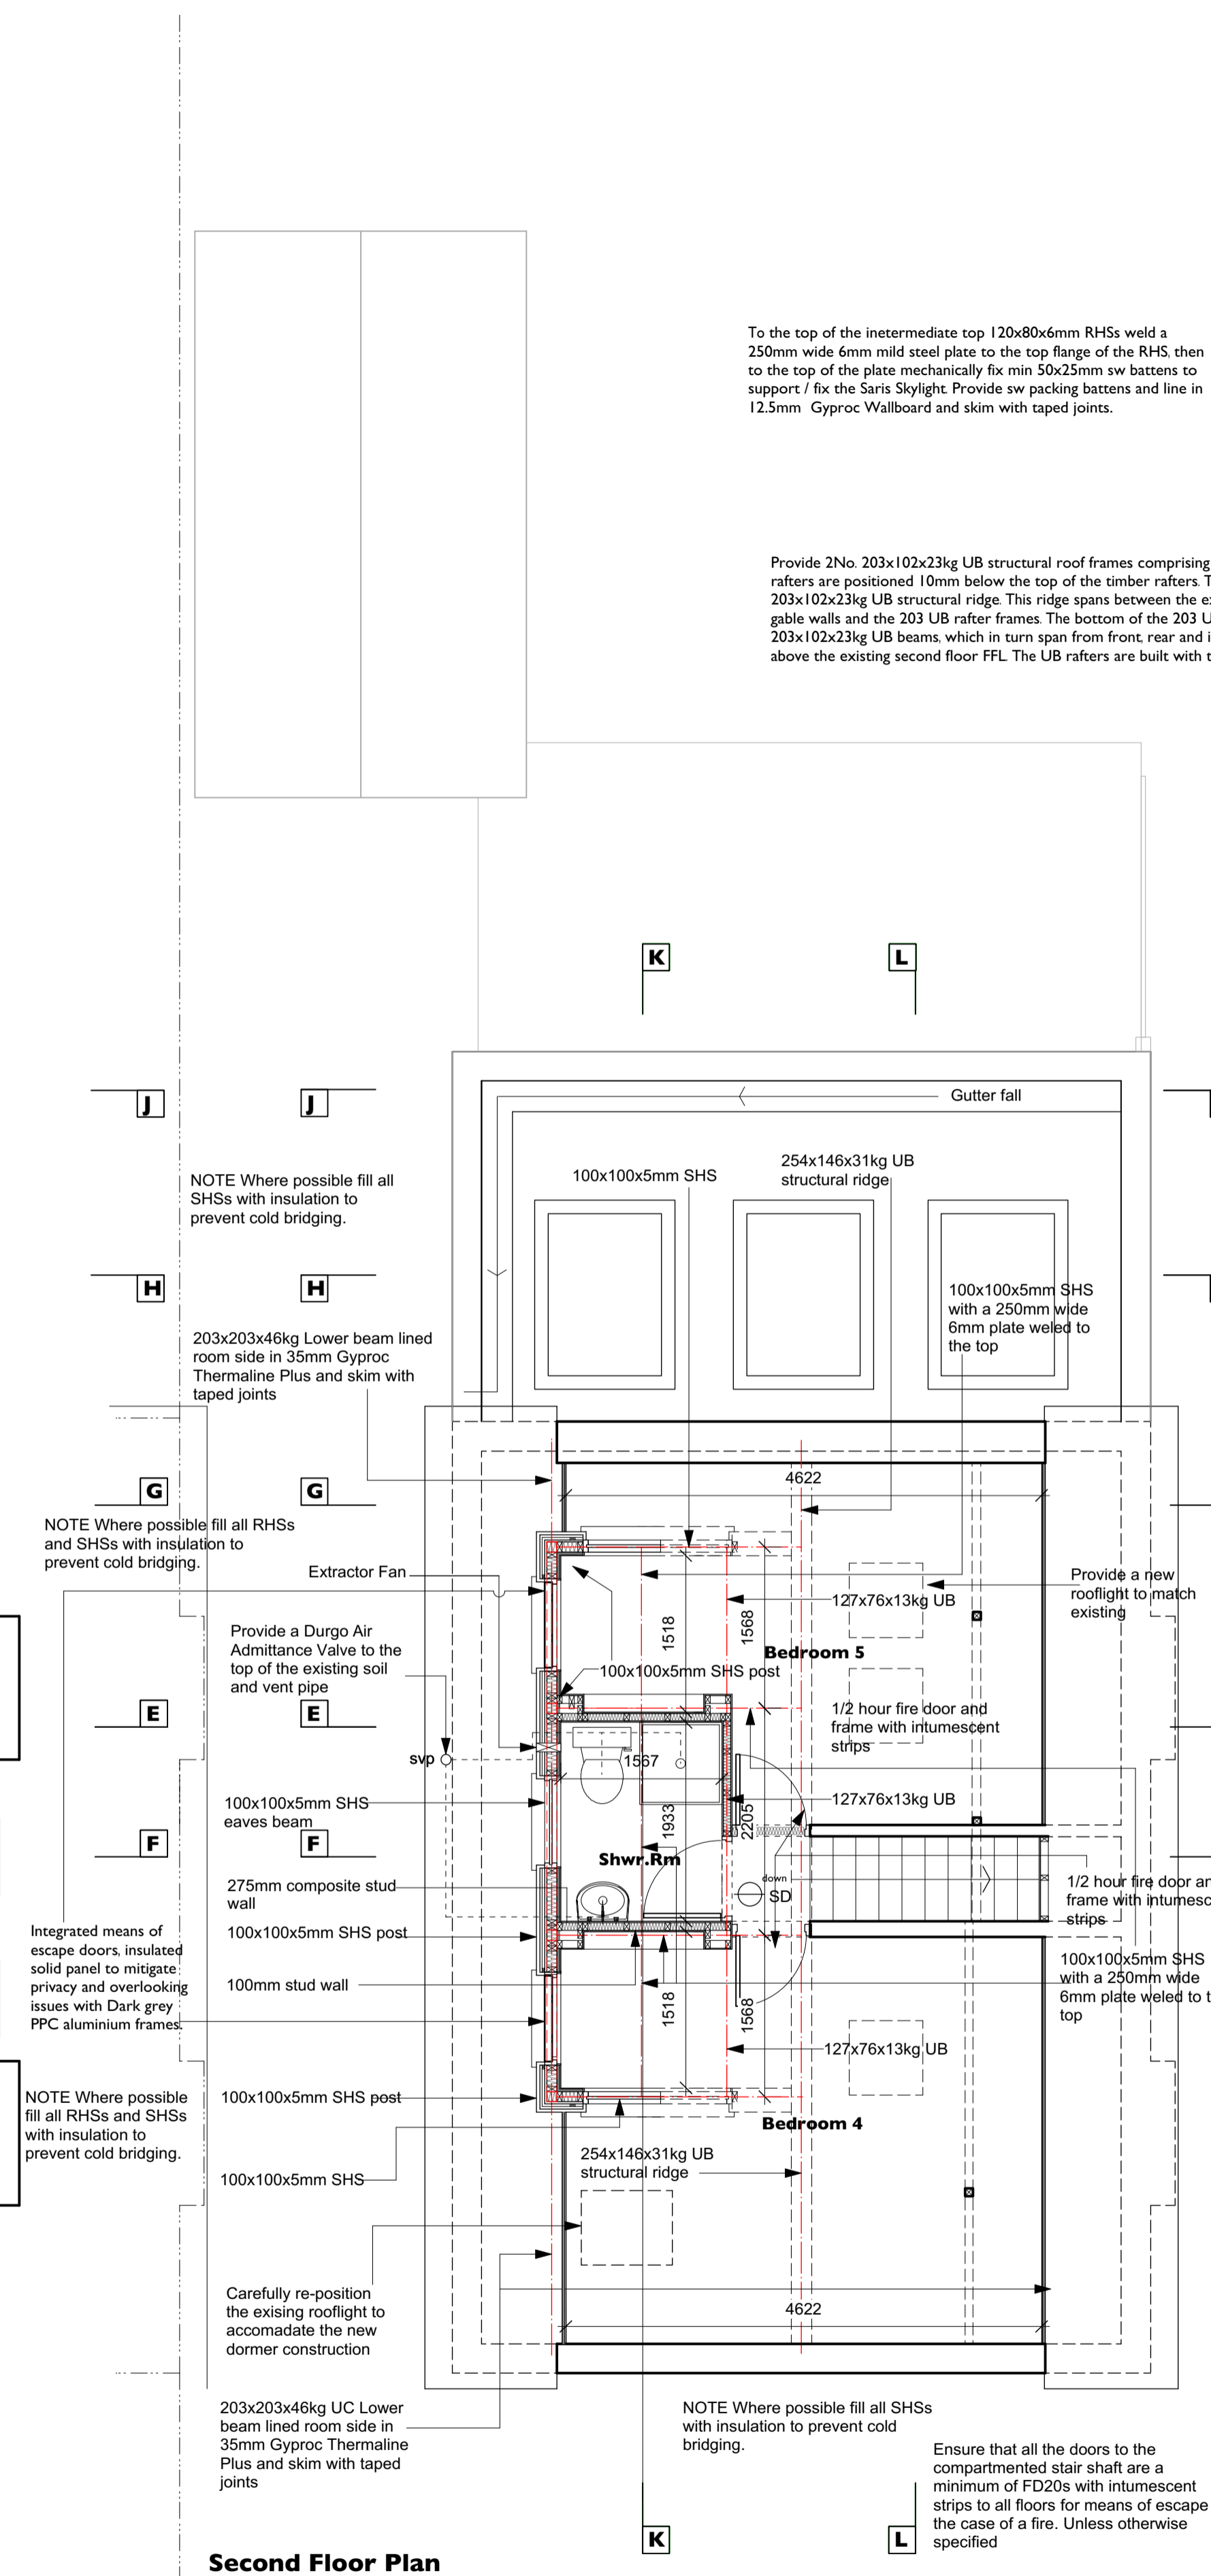 To the top of the inetermediate top 120x80x6mm RHSs weld a
250mm wide 6mm mild steel plate to the top flange of the RHS, then
to the top of the plate mechanically fix min 50x25mm sw battens to
support / fix the Saris Skylight. Provide sw packing battens and line in
12.5mm Gyproc Wallboard and skim with taped joints.
Provide 2No. 203x102x23kg UB structural roof frames comprising
rafters are positioned 10mm below the top of the timber rafters. T
203x102x23kg UB structural ridge. This ridge spans between the e
gable walls and the 203 UB rafter frames. The bottom of the 203 U
203x102x23kg UB beams, which in turn span from front, rear and i
above the existing second floor FFL. The UB rafters are built with t
K
L
J
J
Gutter fall
NOTE Where possible fill all
SHSs with insulation to
prevent cold bridging.
100x100x5mm SHS
254x146x31kg UB
structural ridge
H
H
100x100x5mm SHS
with a 250mm wide
6mm plate weled to
the top
203x203x46kg Lower beam lined
room side in 35mm Gyproc
Thermaline Plus and skim with
taped joints
4622
G
G
NOTE Where possible fill all RHSs
and SHSs with insulation to
prevent cold bridging.
Extractor Fan
Provide a new
rooflight to match
existing
127x76x13kg UB
1518
1568
Provide a Durgo Air
Admittance Valve to the
top of the existing soil
and vent pipe
Bedroom 5
100x100x5mm SHS post
E
E
1/2 hour fire door and
frame with intumescent
strips
svp
1567
100x100x5mm SHS
eaves beam
127x76x13kg UB
1933
2205
F
F
Shwr.Rm
down
SD
275mm composite stud
wall
1/2 hour fire door an
frame with intumesc
strips
Integrated means of
escape doors, insulated
solid panel to mitigate
privacy and overlooking
issues with Dark grey
PPC aluminium frames.
100x100x5mm SHS post
100mm stud wall
100x100x5mm SHS
with a 250mm wide
6mm plate weled to t
top
1518
1568
127x76x13kg UB
NOTE Where possible
fill all RHSs and SHSs
with insulation to
prevent cold bridging.
100x100x5mm SHS post
Bedroom 4
254x146x31kg UB
structural ridge
100x100x5mm SHS
Carefully re-position
the exising rooflight to
accomadate the new
dormer construction
4622
203x203x46kg UC Lower
beam lined room side in
35mm Gyproc Thermaline
Plus and skim with taped
joints
NOTE Where possible fill all SHSs
with insulation to prevent cold
bridging.
Ensure that all the doors to the
compartmented stair shaft are a
minimum of FD20s with intumescent
strips to all floors for means of escape
the case of a fire. Unless otherwise
specified
K
L
Second Floor Plan